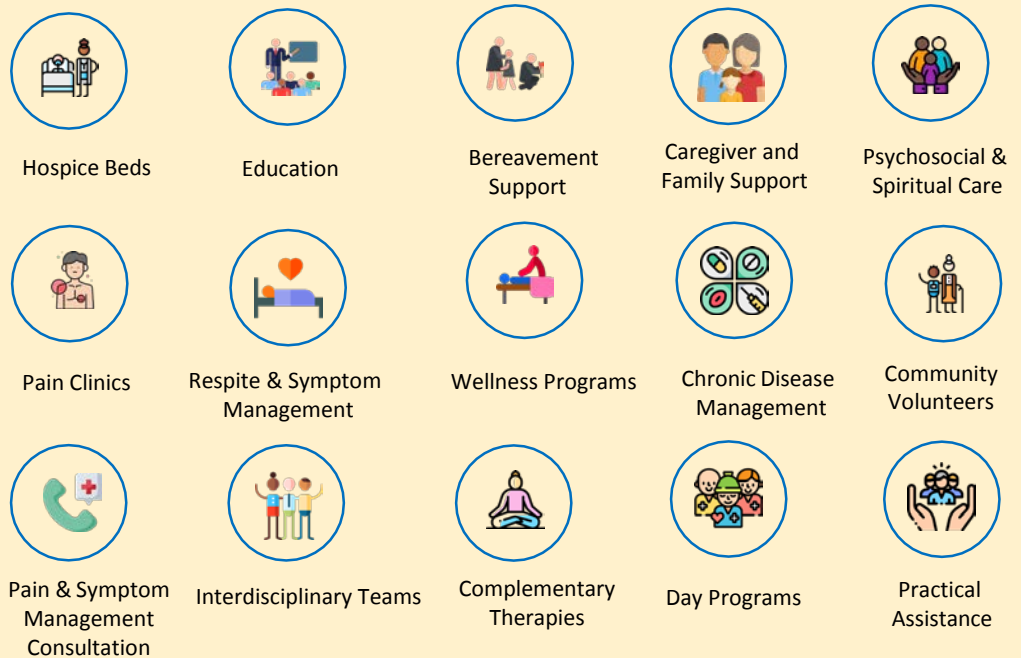 Hospice Beds
Education
Bereavement
Support
Caregiver and
Family Support
Psychosocial &
Spiritual Care
Pain Clinics
Respite & Symptom
Management
Wellness Programs
Chronic Disease
Management
Community
Volunteers
Pain & Symptom
Management
Consultation
Interdisciplinary Teams
Complementary
Therapies
Day Programs
Practical
Assistance